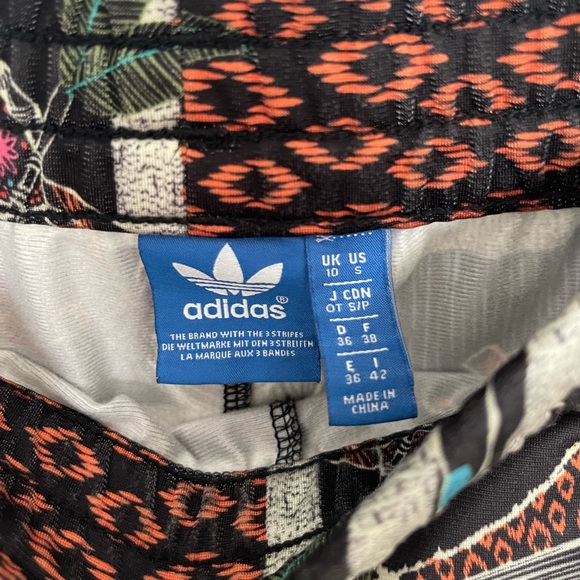 adidas®
THE BRAND WITH THE 3 STRIPES
DIE WELTMARKE MIT DEN 3 STREIFEN
LA MARQUE AUX 3 BANDES
UK US
10 S
J CDN
OT S/P
D F
36 38
E I
36 42
MADE IN
CHINA